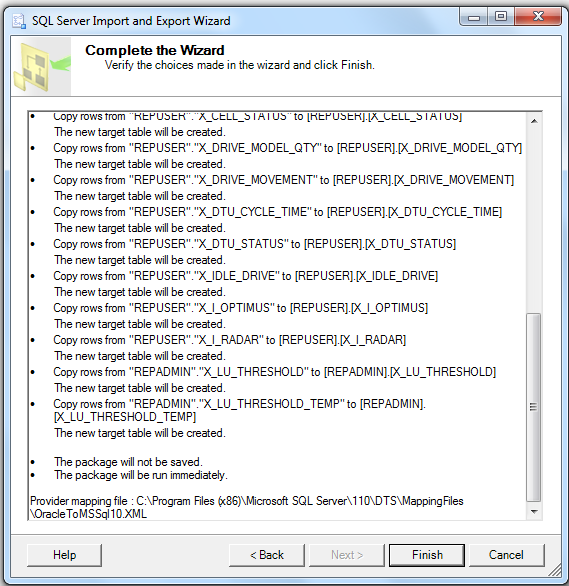 SQL Server Import and Export Wizard
Complete the Wizard
Verify the choices made in the wizard and click Finish.
• Copy rows from "REPUSER"."X_CELL_STATUS" to [REPUSER].[X_CELL_STATUS]
The new target table will be created.
• Copy rows from "REPUSER"."X_DRIVE_MODEL_QTY" to [REPUSER].[X_DRIVE_MODEL_QTY]
The new target table will be created.
• Copy rows from "REPUSER"."X_DRIVE_MOVEMENT" to [REPUSER].[X_DRIVE_MOVEMENT]
The new target table will be created.
• Copy rows from "REPUSER"."X_DTU_CYCLE_TIME" to [REPUSER].[X_DTU_CYCLE_TIME]
The new target table will be created.
• Copy rows from "REPUSER"."X_DTU_STATUS" to [REPUSER].[X_DTU_STATUS]
The new target table will be created.
• Copy rows from "REPUSER"."X_IDLE_DRIVE" to [REPUSER].[X_IDLE_DRIVE]
The new target table will be created.
• Copy rows from "REPUSER"."X_I_OPTIMUS" to [REPUSER].[X_I_OPTIMUS]
The new target table will be created.
• Copy rows from "REPUSER"."X_I_RADAR" to [REPUSER].[X_I_RADAR]
The new target table will be created.
• Copy rows from "REPADMIN"."X_LU_THRESHOLD" to [REPADMIN].[X_LU_THRESHOLD]
The new target table will be created.
• Copy rows from "REPADMIN"."X_LU_THRESHOLD_TEMP" to [REPADMIN].
[X_LU_THRESHOLD_TEMP]
The new target table will be created.
• The package will not be saved.
• The package will be run immediately.
Provider mapping file : C:\Program Files (x86)\Microsoft SQL Server\110\DTS\MappingFiles
\OracleToMSSql10.XML
Help
< Back
Next >
Finish
Cancel